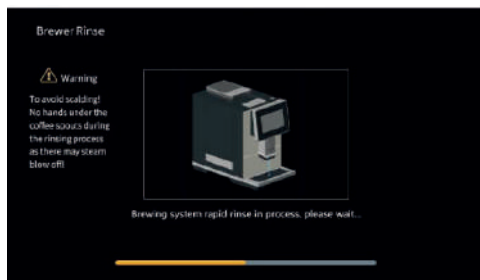 Brewer Rinse
Warning
To avoid scalding!
No hands under the
coffee spouts during
the rinsing process
as there may steam
blow off!
Brewing system rapid rinse in process, please wait...